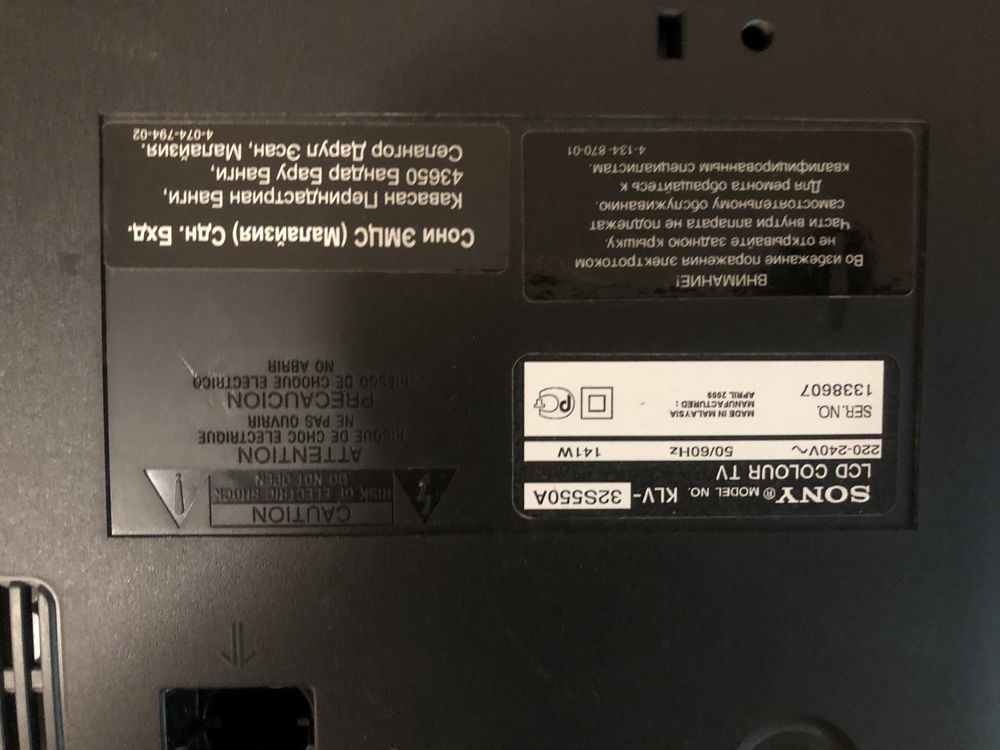 SONY® MODEL NO. KLV-32S550A
LCD COLOUR TV
220-240V~ 50/60Hz 141W
SER.NO.
1338607
MADE IN MALAYSIA
MANUFACTURED :
APRIL 2009
PC
CAUTION
RISK OF ELECTRIC SHOCK
DO NOT OPEN
ATTENTION
RISQUE DE CHOC ELECTRIQUE
NE PAS OUVRIR
PRECAUCION
RIESGO DE CHOQUE ELECTRICO
NO ABRIR
ВНИМАНИЕ!
Во избежание поражения электротоком
не открывайте заднюю крышку.
Части внутри аппарата не подлежат
самостоятельному обслуживанию.
Для ремонта обращайтесь к
квалифицированным специалистам.
4-134-870-01
Сони ЭМЦС (Малайзия) Сдн. Бхд.
Кавасан Периндастриан Банги,
43650 Бандар Бару Банги,
Селангор Дарул Эсан, Малайзия.
4-074-794-02